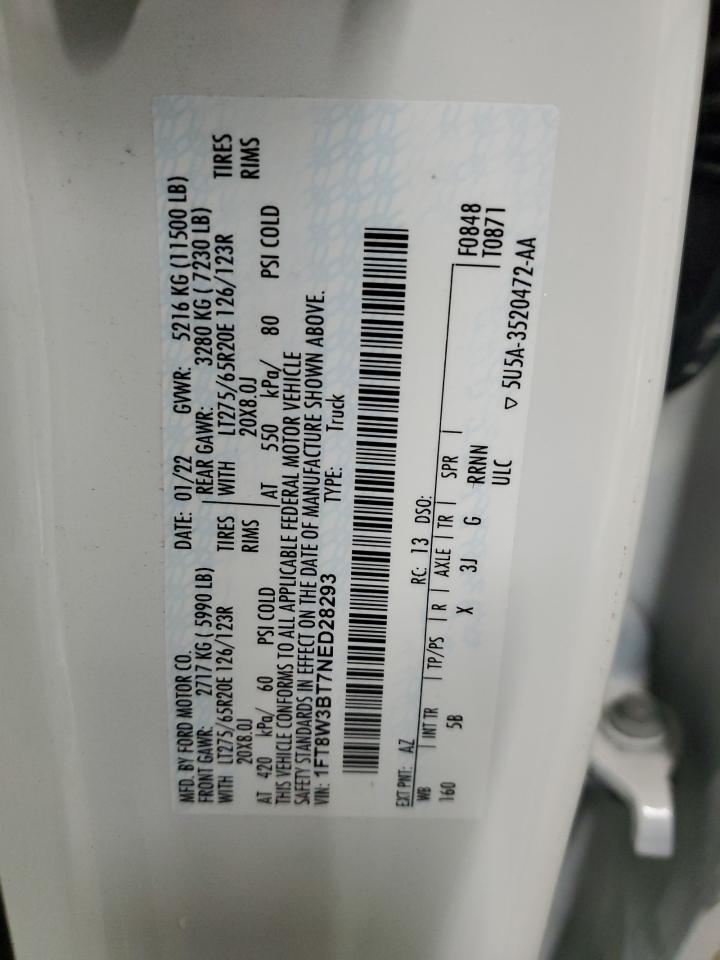 MFD. BY FORD MOTOR CO. DATE: 01/22 GVWR: 5216 KG (11500 LB)
FRONT GAWR: 2717 KG ( 5990 LB) REAR GAWR: 3280 KG ( 7230 LB)
WITH LT275/65R20E 126/123R TIRES WITH LT275/65R20E 126/123R TIRES
20X8.0J RIMS 20X8.0J RIMS
AT 420 kPa/ 60 PSI COLD AT 550 kPa/ 80 PSI COLD
THIS VEHICLE CONFORMS TO ALL APPLICABLE FEDERAL MOTOR VEHICLE
SAFETY STANDARDS IN EFFECT ON THE DATE OF MANUFACTURE SHOWN ABOVE.
VIN: 1FT8W3BT7NED28293 TYPE: Truck
EXT PNT: AZ RC: 13 DSO: F0848
WB INT TR TP/PS R AXLE TR SPR T0871
160 5B X 3J G RRNN
ULC
▽ 5U5A-3520472-AA